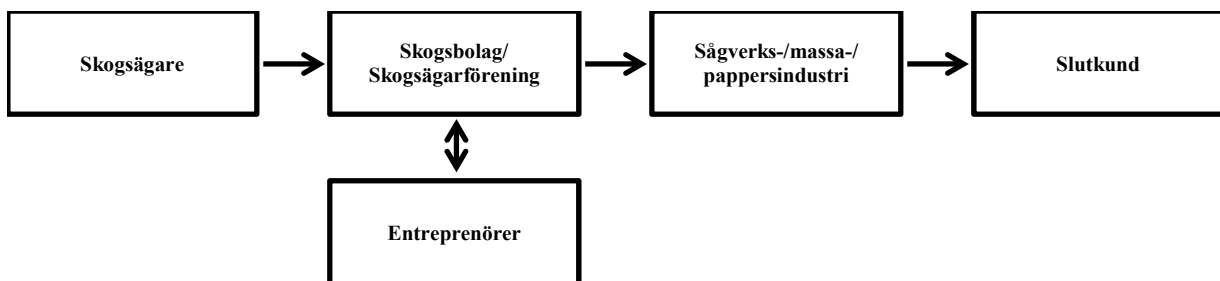 Skogsägare
Skogsbolag/
Skogsägarförening
Sågverks-/massa-/
pappersindustri
Slutkund
Entreprenörer